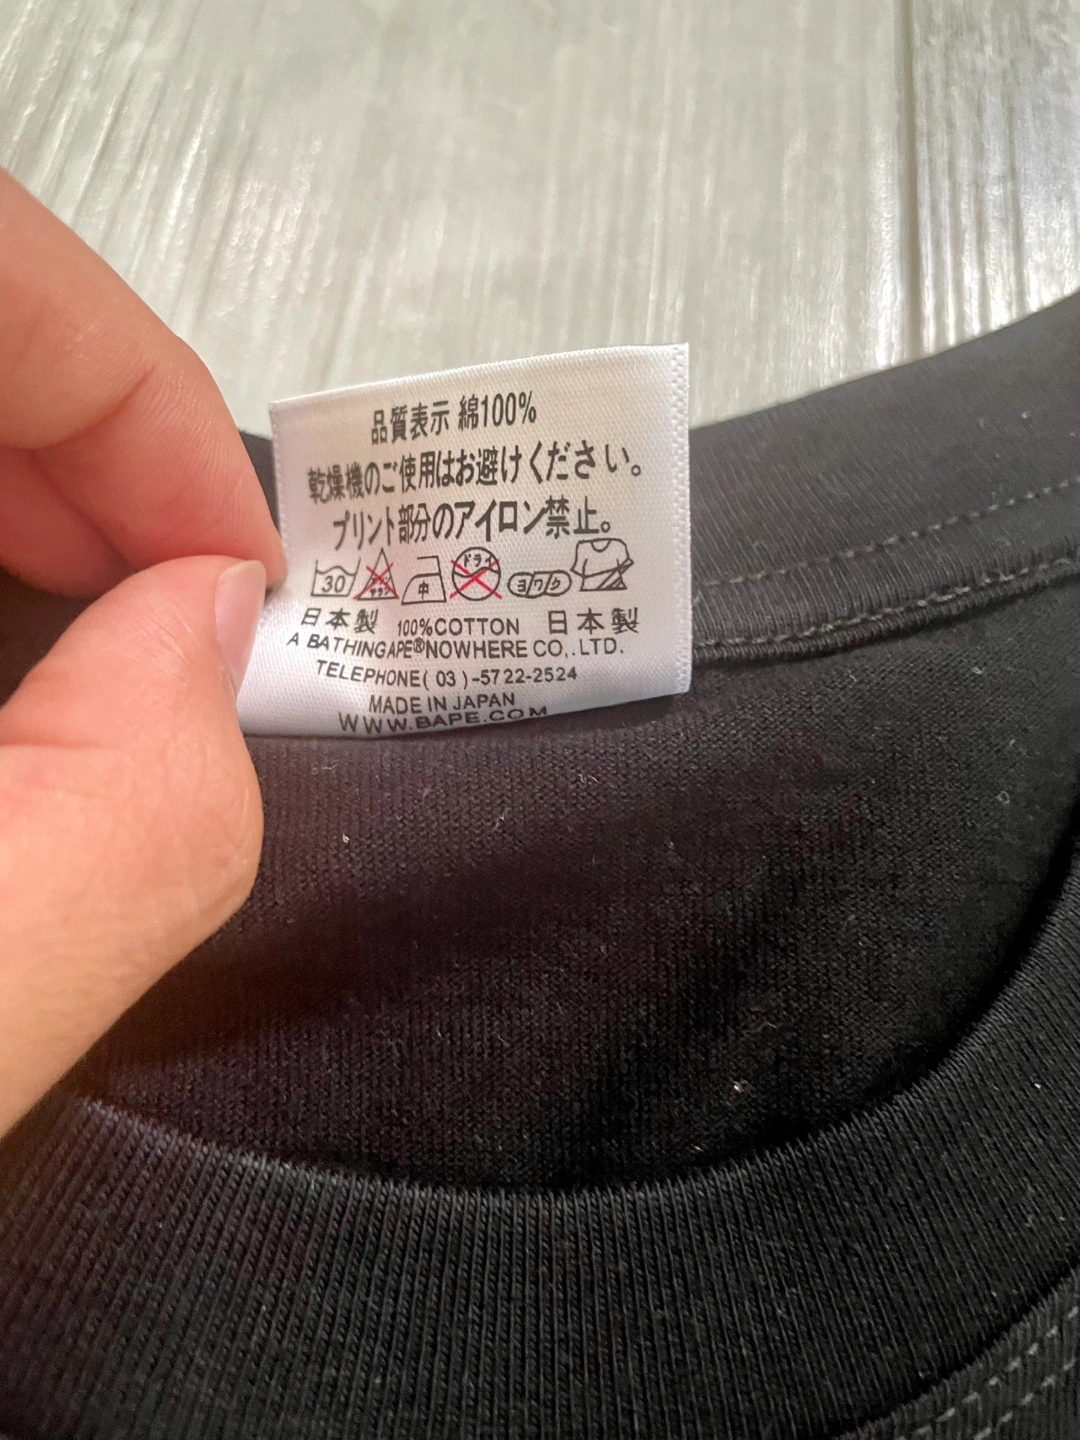 品質表示 綿100%
乾燥機のご使用はお避けください。
プリント部分のアイロン禁止。
30 サラシ 中 ドライ ヨワク
日本製 100%COTTON 日本製
A BATHINGAPE®NOWHERE CO,.LTD.
TELEPHONE( 03 )-5722-2524
MADE IN JAPAN
WWW.BAPE.COM